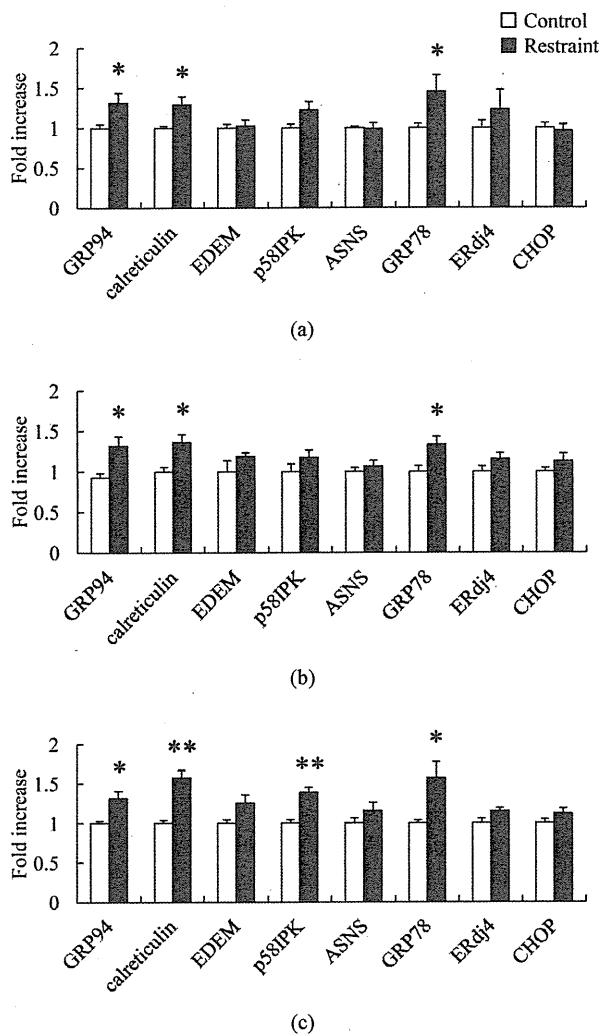 Control
Restraint
Fold increase
2
1.5
1
0.5
0
* * *
GRP94
calreticulin
EDEM
p58IPK
ASNS
GRP78
ERdj4
CHOP
(a)
Fold increase
2
1.5
1
0.5
0
* * *
GRP94
calreticulin
EDEM
p58IPK
ASNS
GRP78
ERdj4
CHOP
(b)
Fold increase
2
1.5
1
0.5
0
* ** ** *
GRP94
calreticulin
EDEM
p58IPK
ASNS
GRP78
ERdj4
CHOP
(c)